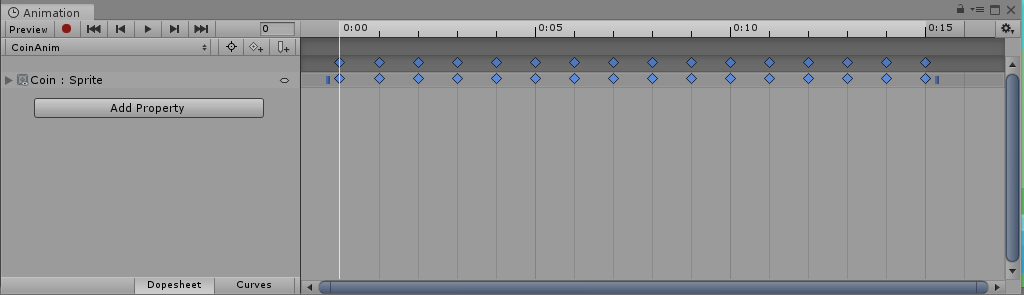 Animation
Preview 0 0:00 0:05 0:10 0:15
CoinAnim
Coin : Sprite
Add Property
Dopesheet Curves